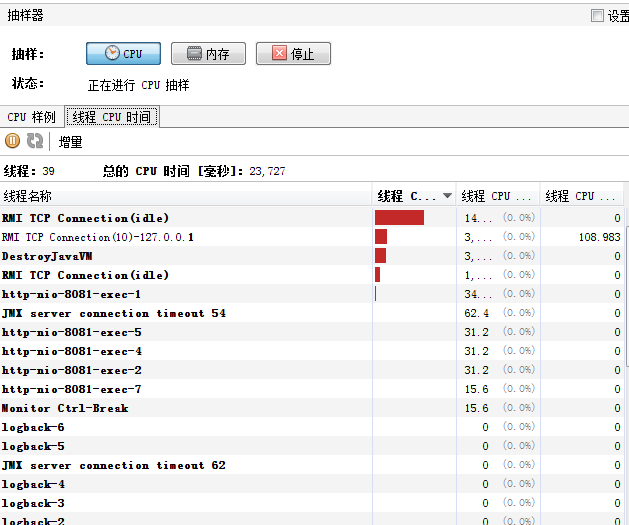 抽样器 设置
抽样： CPU 内存 停止
状态： 正在进行 CPU 抽样
CPU 样例 线程 CPU 时间
增量
线程：39 总的 CPU 时间 [毫秒]：23,727
线程名称 线程 C... 线程 CPU ... 线程 CPU ...
RMI TCP Connection(idle) 14... (0.0%) 0
RMI TCP Connection(10)-127.0.0.1 3,... (0.0%) 108.983
DestroyJavaVM 3,... (0.0%) 0
RMI TCP Connection(idle) 1,... (0.0%) 0
http-nio-8081-exec-1 34... (0.0%) 0
JMX server connection timeout 54 62.4 (0.0%) 0
http-nio-8081-exec-5 31.2 (0.0%) 0
http-nio-8081-exec-4 31.2 (0.0%) 0
http-nio-8081-exec-2 31.2 (0.0%) 0
http-nio-8081-exec-7 15.6 (0.0%) 0
Monitor Ctrl-Break 15.6 (0.0%) 0
logback-6 0 (0.0%) 0
logback-5 0 (0.0%) 0
JMX server connection timeout 62 0 (0.0%) 0
logback-4 0 (0.0%) 0
logback-3 0 (0.0%) 0
logback-2 0 (0.0%) 0